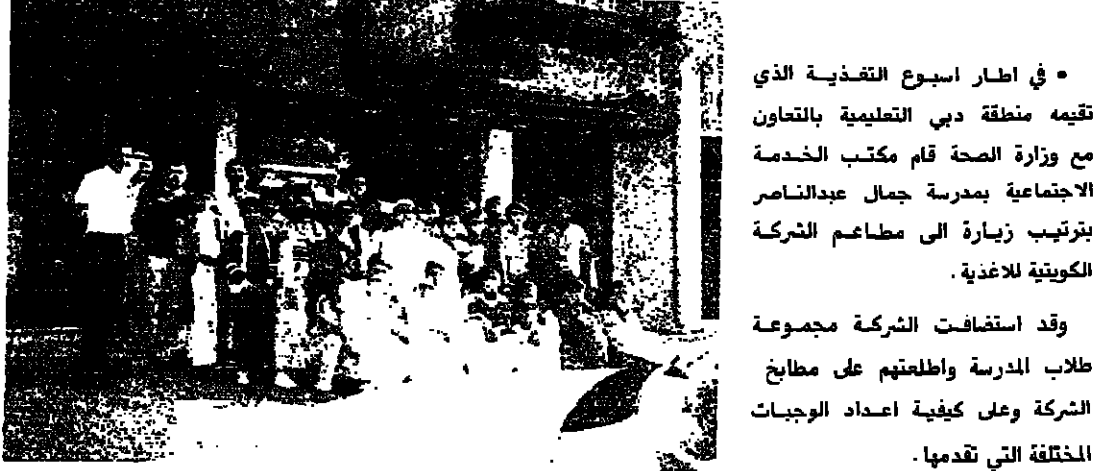 • في اطار اسبوع التغذية الذي
تقيمه منطقة دبي التعليمية بالتعاون
مع وزارة الصحة قام مكتب الخدمة
الاجتماعية بمدرسة جمال عبدالناصر
بترتيب زيارة الى مطاعم الشركة
الكويتية للاغذية .
وقد استضافت الشركة مجموعة
طلاب المدرسة واطلعتهم على مطابخ
الشركة وعلى كيفية اعداد الوجبات
المختلفة التي تقدمها .